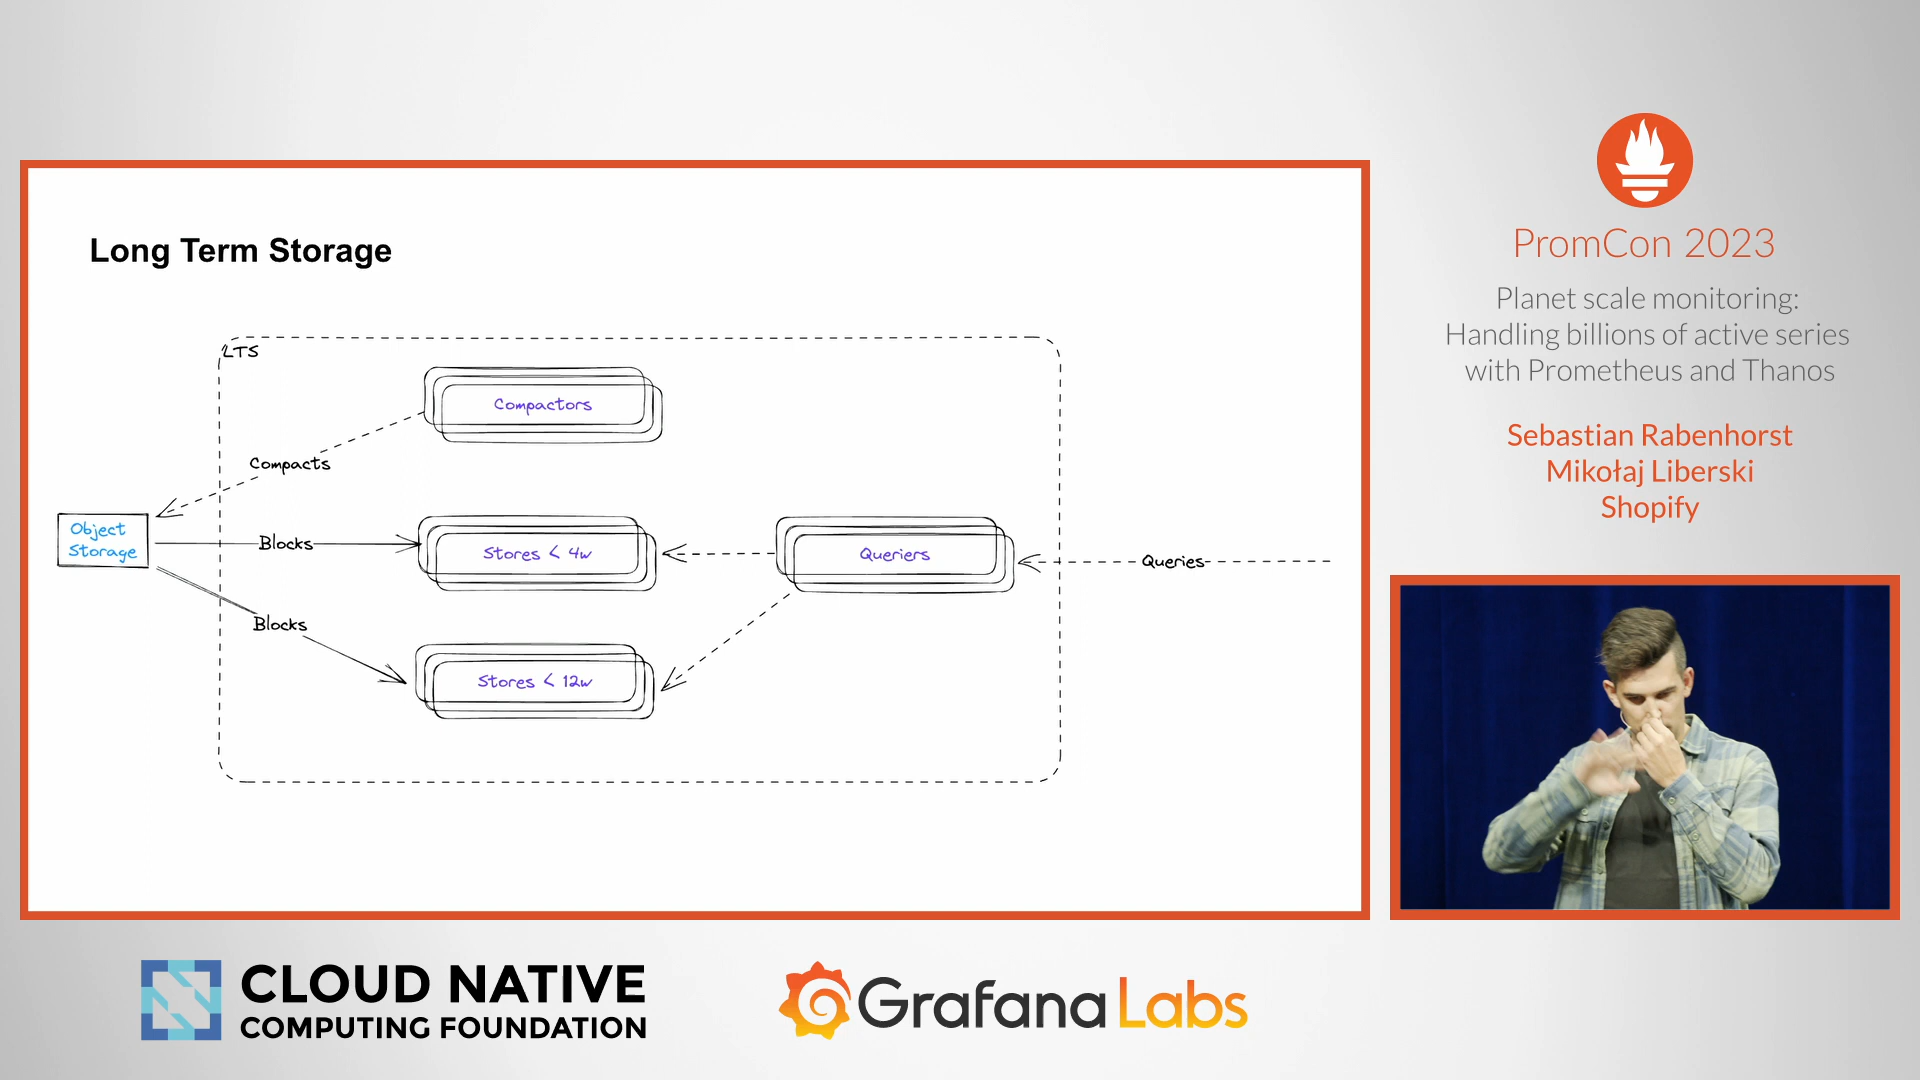 Long Term Storage
LTS
Compactors
Compacts
Object
Storage
Blocks
Stores < 4w
Queriers
Queries
Blocks
Stores < 12w
PromCon 2023
Planet scale monitoring:
Handling billions of active series
with Prometheus and Thanos
Sebastian Rabenhorst
Mikołaj Liberski
Shopify
CLOUD NATIVE
COMPUTING FOUNDATION
Grafana Labs